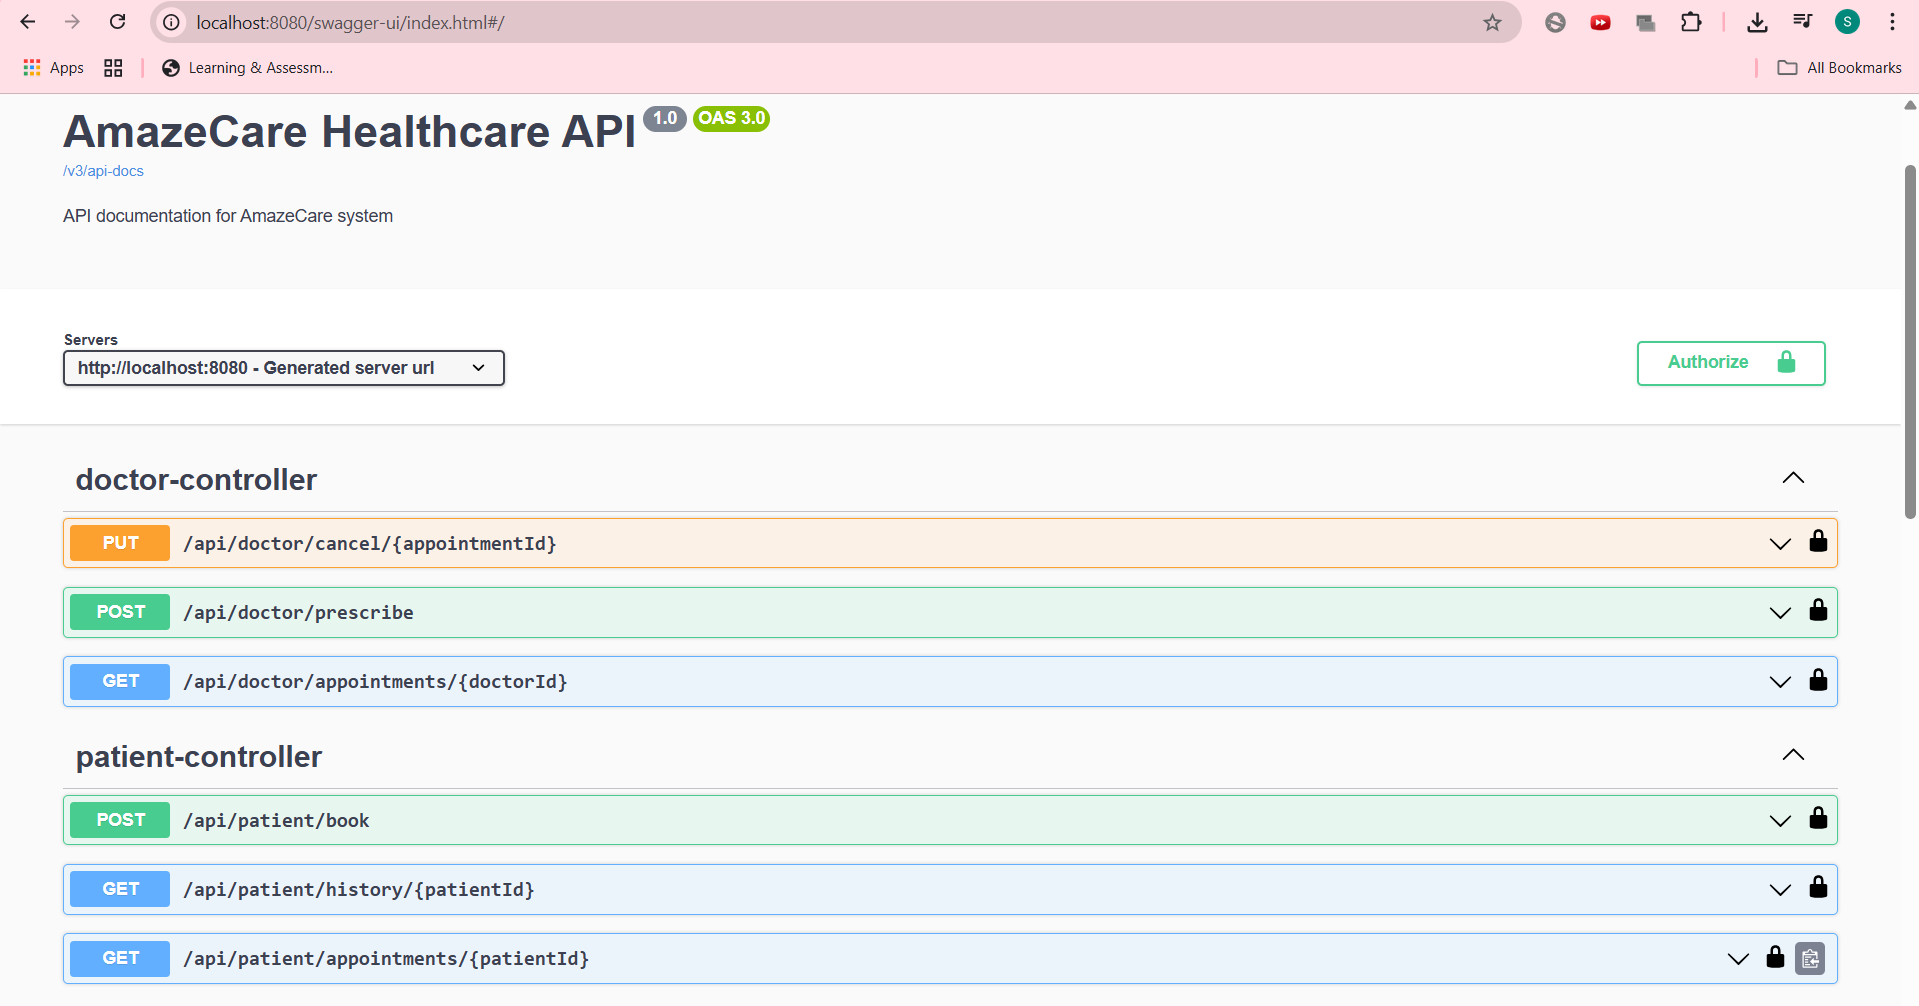 localhost:8080/swagger-ui/index.html#/
S
Apps
Learning & Assessm...
All Bookmarks
AmazeCare Healthcare API 1.0 OAS 3.0
/v3/api-docs
API documentation for AmazeCare system
Servers
http://localhost:8080 - Generated server url
Authorize
doctor-controller
PUT /api/doctor/cancel/{appointmentId}
POST /api/doctor/prescribe
GET /api/doctor/appointments/{doctorId}
patient-controller
POST /api/patient/book
GET /api/patient/history/{patientId}
GET /api/patient/appointments/{patientId}